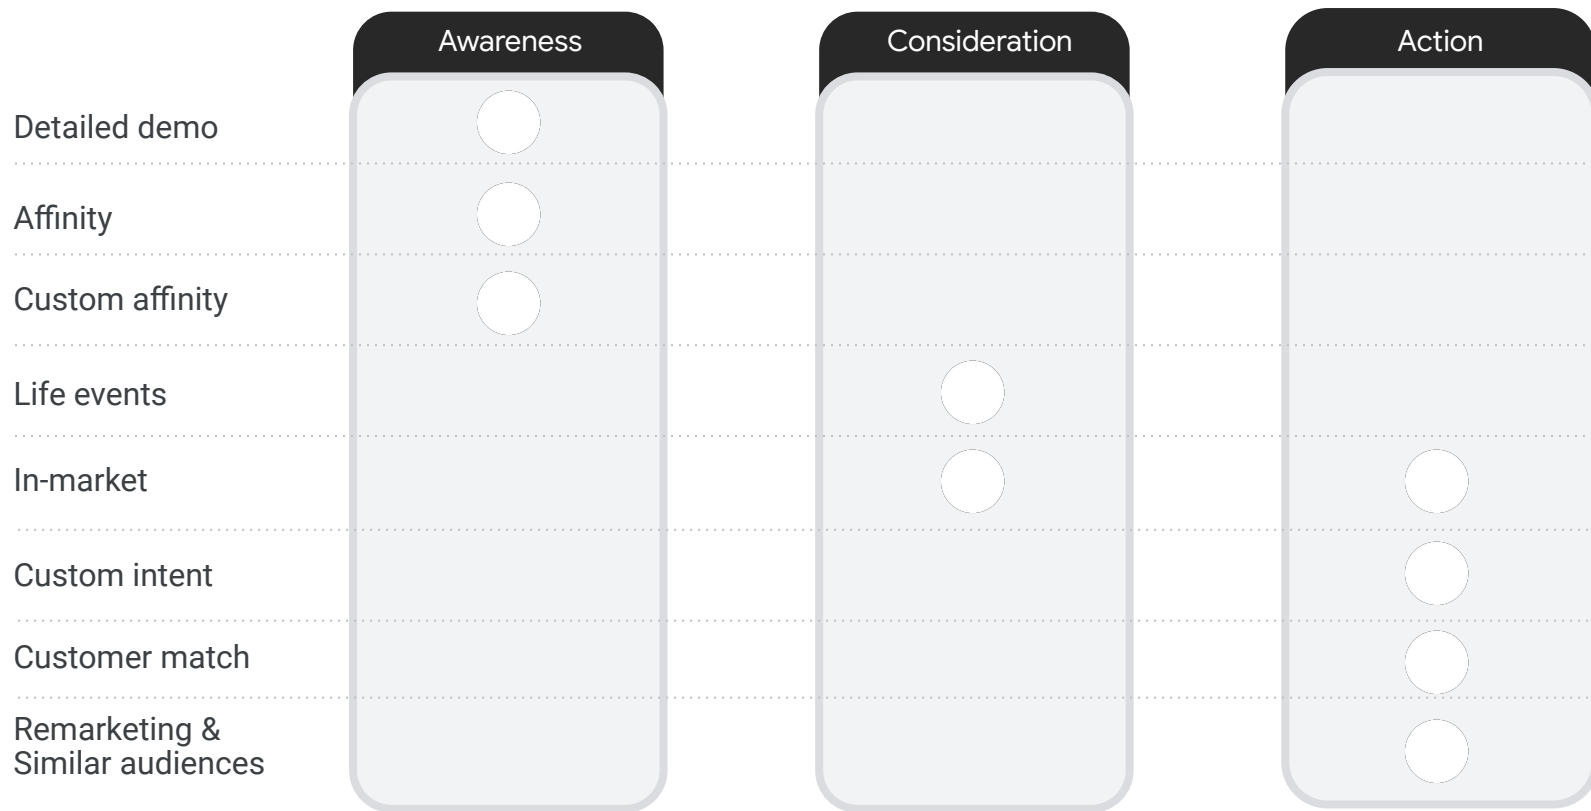 Awareness
Consideration
Action
Detailed demo
Affinity
Custom affinity
Life events
In-market
Custom intent
Customer match
Remarketing &
Similar audiences